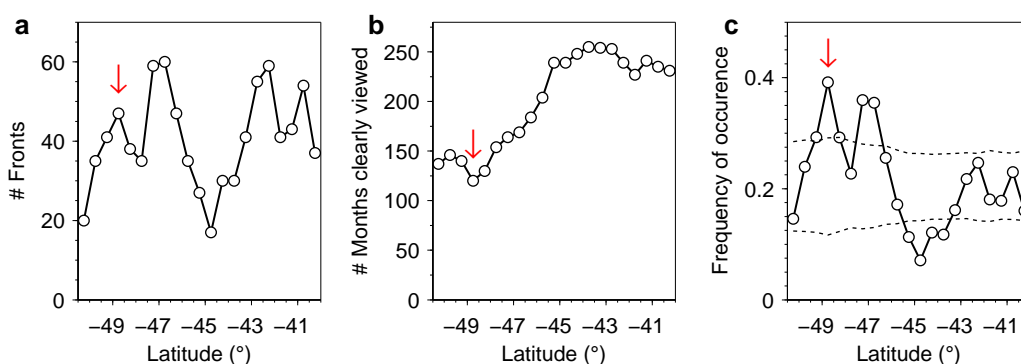 a
# Fronts
60
40
20
0
−49 −47 −45 −43 −41
Latitude (°)
b
# Months clearly viewed
250
200
150
100
50
0
−49 −47 −45 −43 −41
Latitude (°)
c
Frequency of occurence
0.4
0.2
0
−49 −47 −45 −43 −41
Latitude (°)